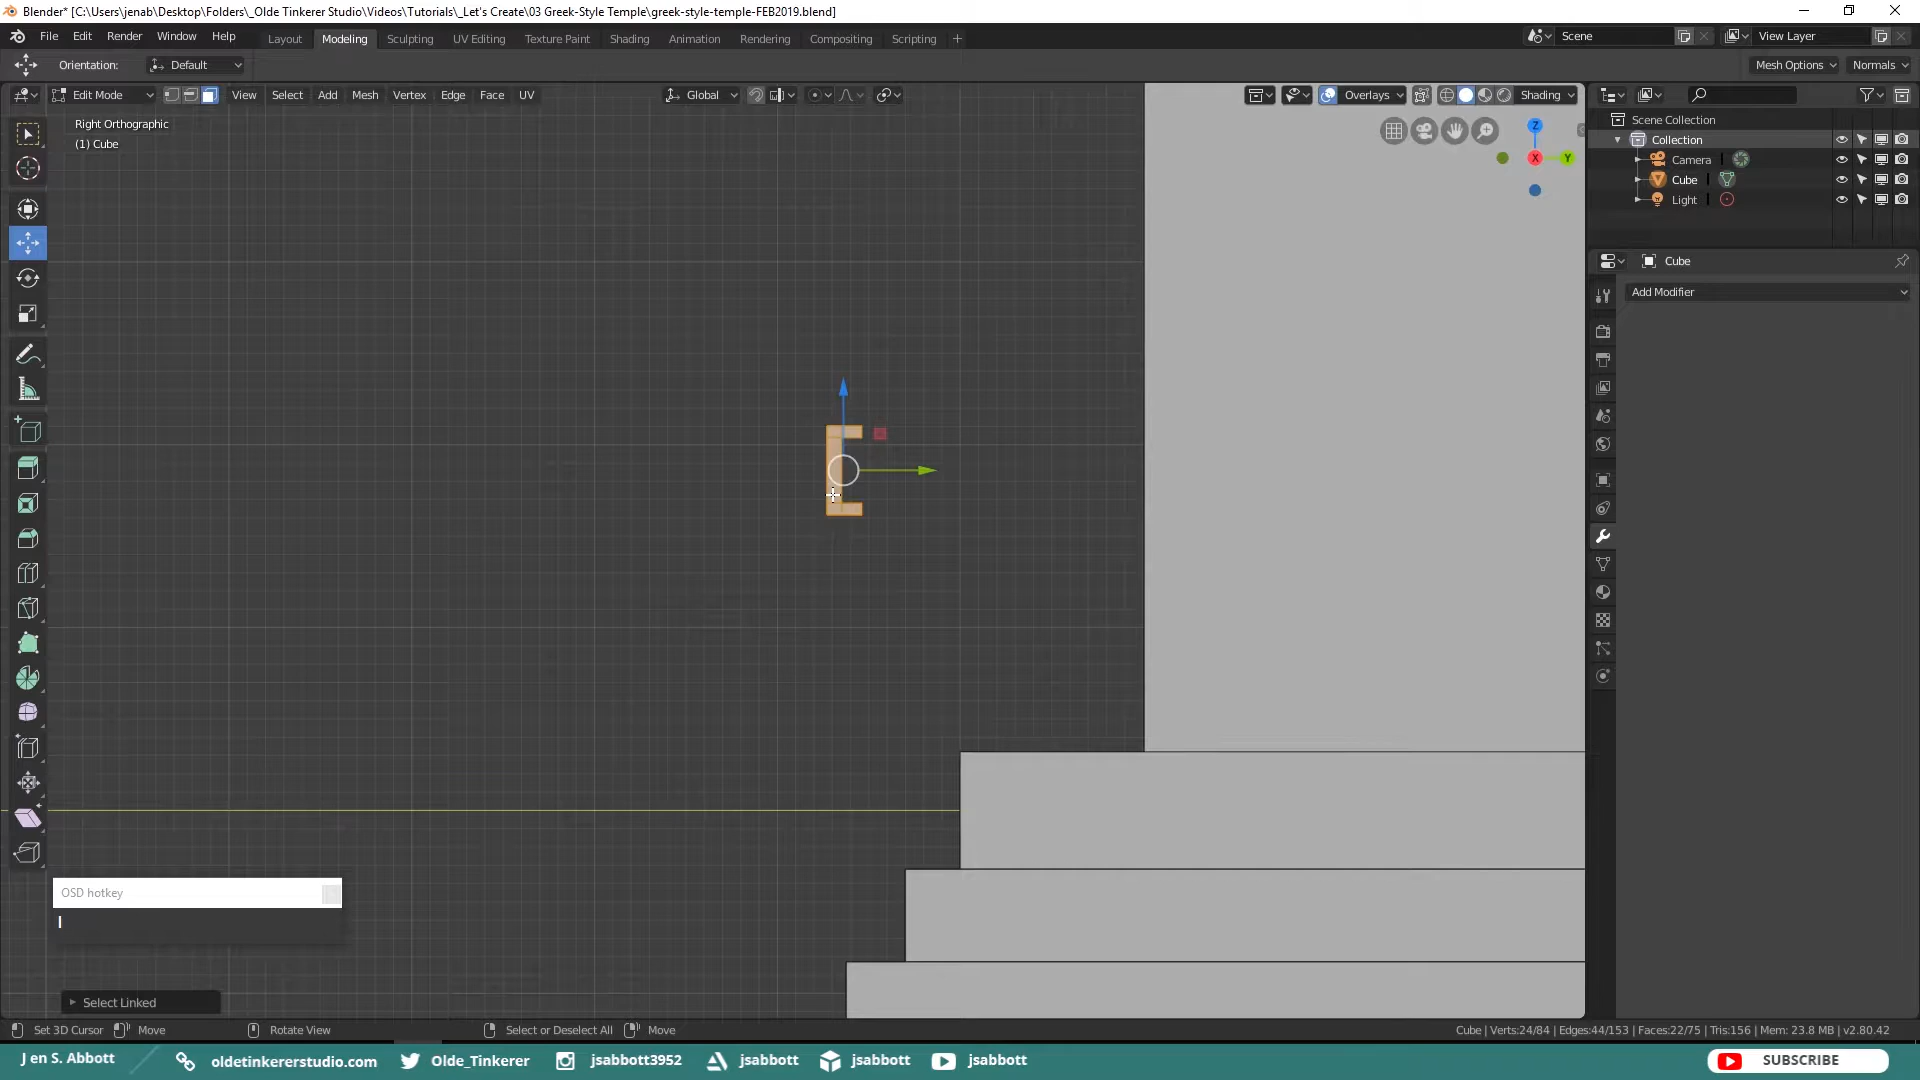 Blender* [C:\Users\jenab\Desktop\Folders\_Olde Tinkerer Studio\Videos\Tutorials\_Let's Create\03 Greek-Style Temple\greek-style-temple-FEB2019.blend]
File Edit Render Window Help Layout Modeling Sculpting UV Editing Texture Paint Shading Animation Rendering Compositing Scripting + Scene View Layer
Orientation: Default Mesh Options Normals
Edit Mode View Select Add Mesh Vertex Edge Face UV Global Overlays Shading
Right Orthographic
(1) Cube
Z
X Y
Scene Collection
Collection
Camera
Cube
Light
Cube
Add Modifier
OSD hotkey
l
Select Linked
Set 3D Cursor Move Rotate View Select or Deselect All Move Cube | Verts:24/84 | Edges:44/153 | Faces:22/75 | Tris:156 | Mem: 23.8 MB | v2.80.42
J en S. Abbott oldetinkererstudio.com Olde_Tinkerer jsabbott3952 jsabbott jsabbott jsabbott SUBSCRIBE